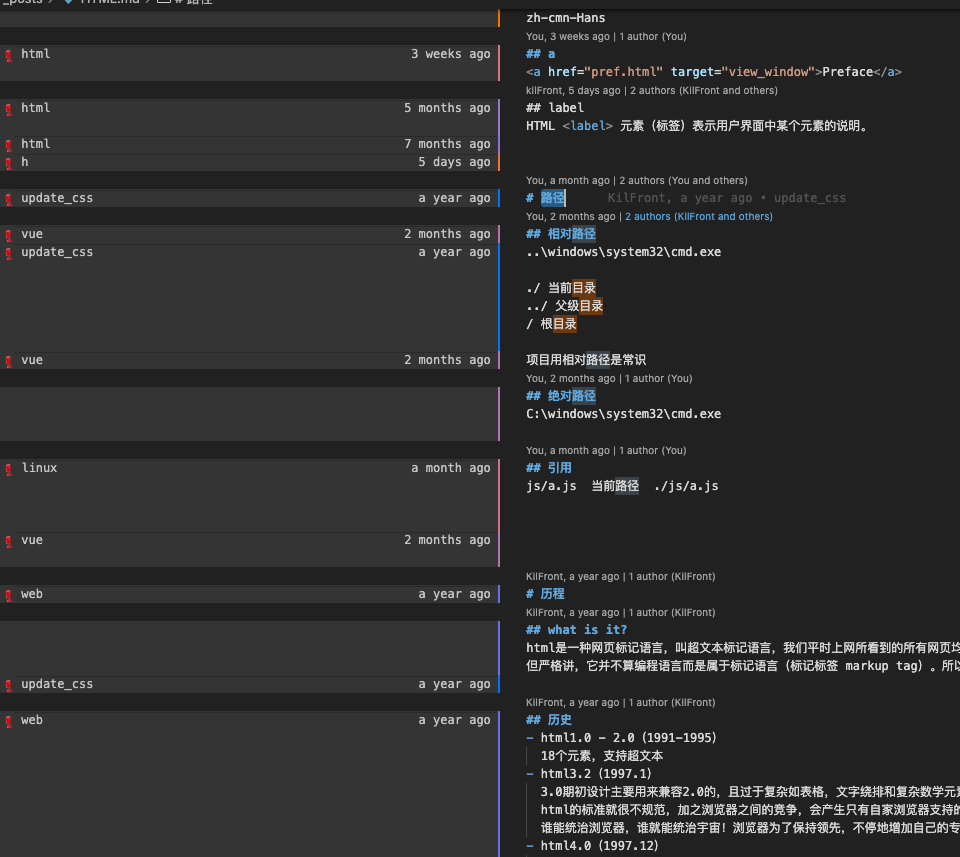 _posts > HTML.md > # 路径
zh-cmn-Hans
You, 3 weeks ago | 1 author (You)
html 3 weeks ago ## a
<a href="pref.html" target="view_window">Preface</a>
kilFront, 5 days ago | 2 authors (KilFront and others)
html 5 months ago ## label
HTML <label> 元素（标签）表示用户界面中某个元素的说明。
html 7 months ago
h 5 days ago
You, a month ago | 2 authors (You and others)
update_css a year ago # 路径 KilFront, a year ago • update_css
You, 2 months ago | 2 authors (KilFront and others)
vue 2 months ago ## 相对路径
update_css a year ago ..\windows\system32\cmd.exe
./ 当前目录
../ 父级目录
/ 根目录
vue 2 months ago 项目用相对路径是常识
You, 2 months ago | 1 author (You)
## 绝对路径
C:\windows\system32\cmd.exe
You, a month ago | 1 author (You)
linux a month ago ## 引用
js/a.js 当前路径 ./js/a.js
vue 2 months ago
KilFront, a year ago | 1 author (KilFront)
web a year ago # 历程
KilFront, a year ago | 1 author (KilFront)
## what is it?
html是一种网页标记语言，叫超文本标记语言，我们平时上网所看到的所有网页均
但严格讲，它并不算编程语言而是属于标记语言（标记标签 markup tag）。所以
update_css a year ago
KilFront, a year ago | 1 author (KilFront)
web a year ago ## 历史
- html1.0 - 2.0 (1991-1995)
18个元素，支持超文本
- html3.2 (1997.1)
3.0期初设计主要用来兼容2.0的，且过于复杂如表格，文字绕排和复杂数学元素
html的标准就很不规范，加之浏览器之间的竞争，会产生只有自家浏览器支持的
谁能统治浏览器，谁就能统治宇宙！浏览器为了保持领先，不停地增加自己的专
- html4.0 (1997.12)